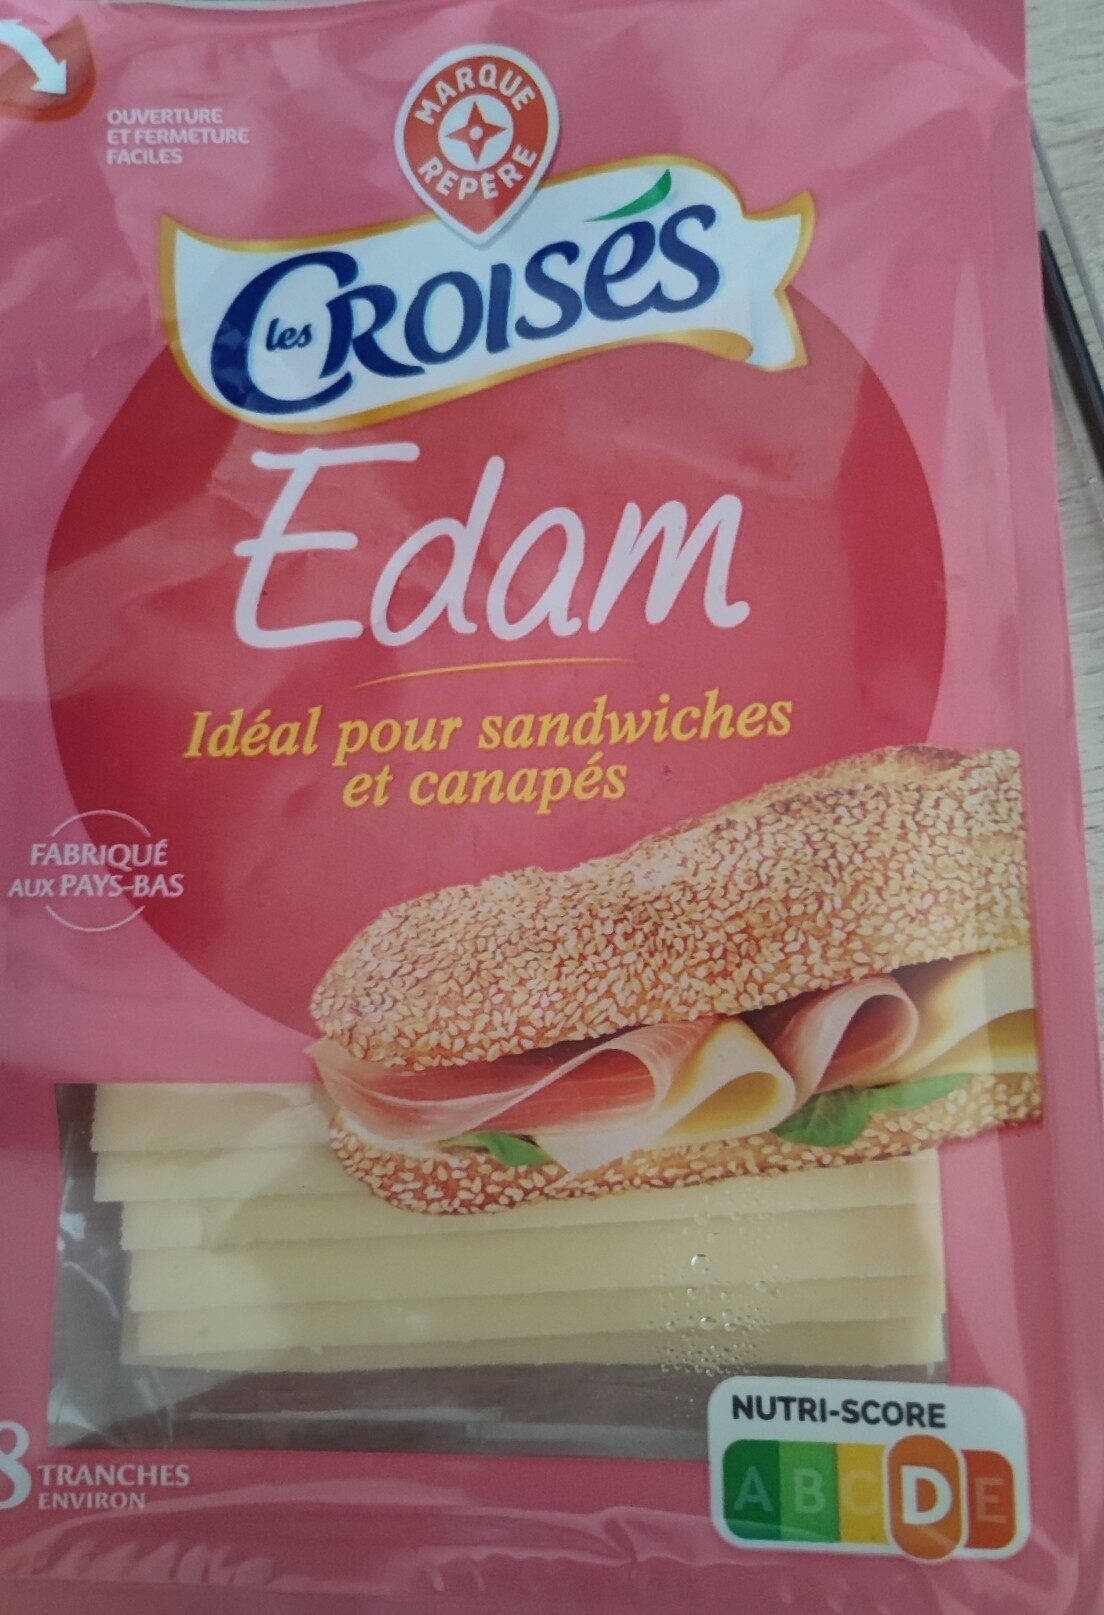 OUVERTURE
ET FERMETURE
FACILES
MARQUE
REPÈRE
les CROISÉS
Edam
Idéal pour sandwiches
et canapés
FABRIQUÉ
AUX PAYS-BAS
8 TRANCHES
ENVIRON
NUTRI-SCORE
A B C D E